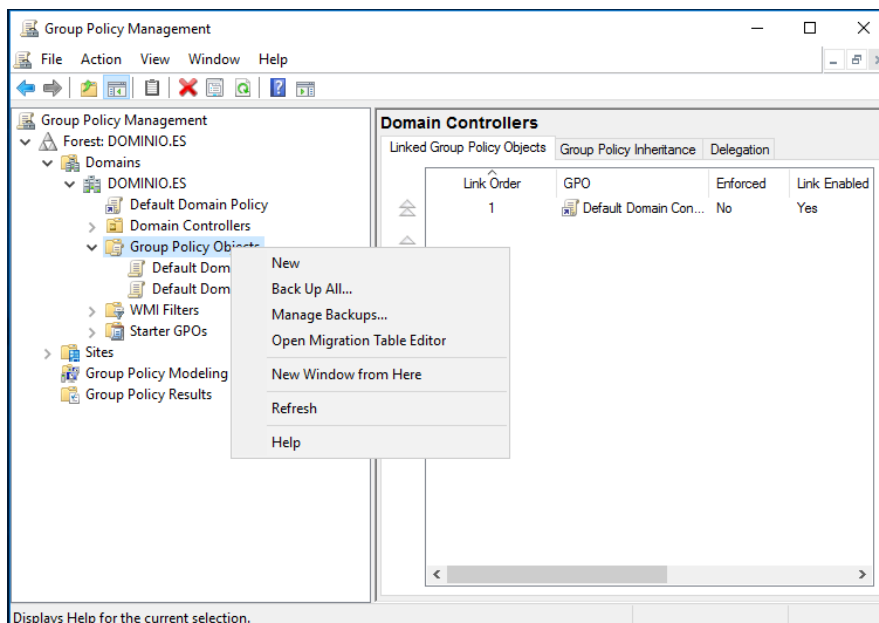 Group Policy Management
File Action View Window Help
Group Policy Management
Forest: DOMINIO.ES
Domains
DOMINIO.ES
Default Domain Policy
Domain Controllers
Group Policy Objects
Default Dom
Default Dom
WMI Filters
Starter GPOs
Sites
Group Policy Modeling
Group Policy Results
New
Back Up All...
Manage Backups...
Open Migration Table Editor
New Window from Here
Refresh
Help
Domain Controllers
Linked Group Policy Objects Group Policy Inheritance Delegation
Link Order GPO Enforced Link Enabled
1 Default Domain Con... No Yes
Displays Help for the current selection.